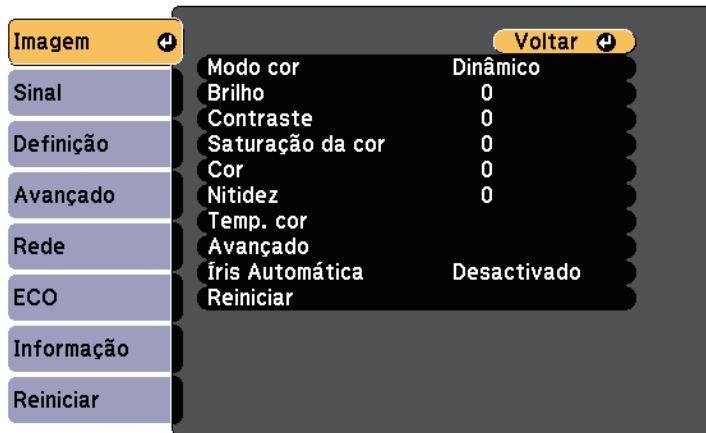 Imagem
Sinal
Definição
Avançado
Rede
ECO
Informação
Reiniciar
Voltar
Modo cor Dinâmico
Brilho 0
Contraste 0
Saturação da cor 0
Cor 0
Nitidez 0
Temp. cor
Avançado
Íris Automática Desactivado
Reiniciar